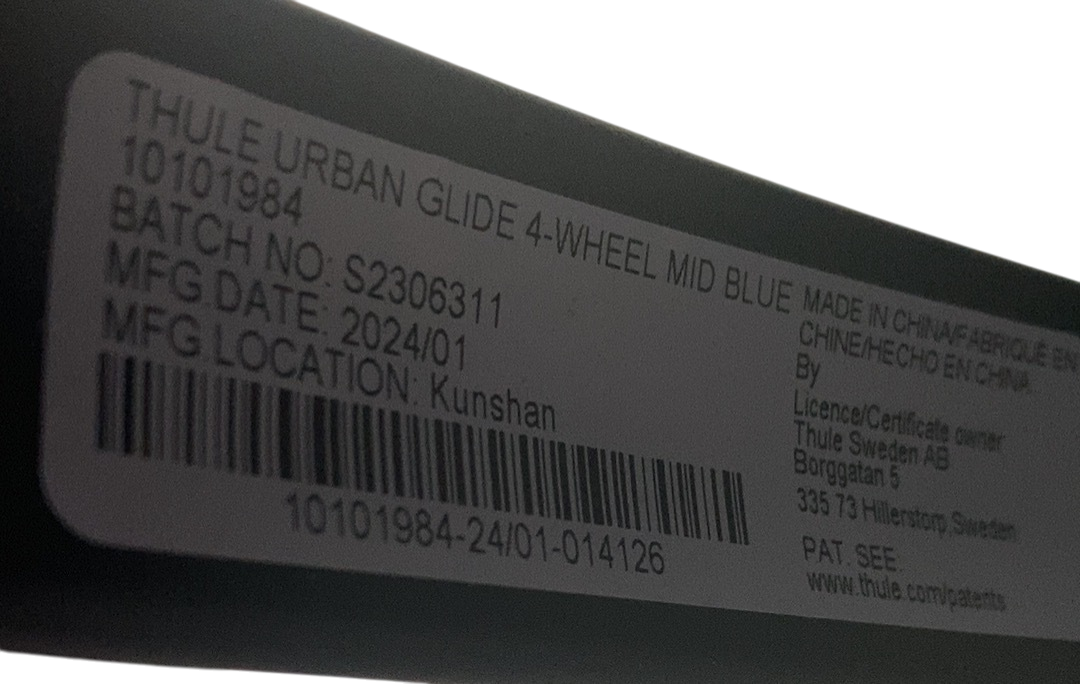 THULE URBAN GLIDE 4-WHEEL MID BLUE
10101984
BATCH NO: S2306311
MFG DATE: 2024/01
MFG LOCATION: Kunshan
10101984-24/01-014126
MADE IN CHINA/FABRIQUÉ EN
CHINE/HECHO EN CHINA.
By
Licence/Certificate owner
Thule Sweden AB
Borggatan 5
335 73 Hillerstorp,Sweden
PAT. SEE.
www.thule.com/patents